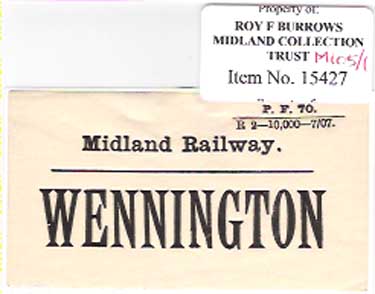 Property of:
ROY F BURROWS
MIDLAND COLLECTION
TRUST M105/1
Item No. 15427
P. F. 70.
R 2—10,000—7/07.
Midland Railway.
WENNINGTON